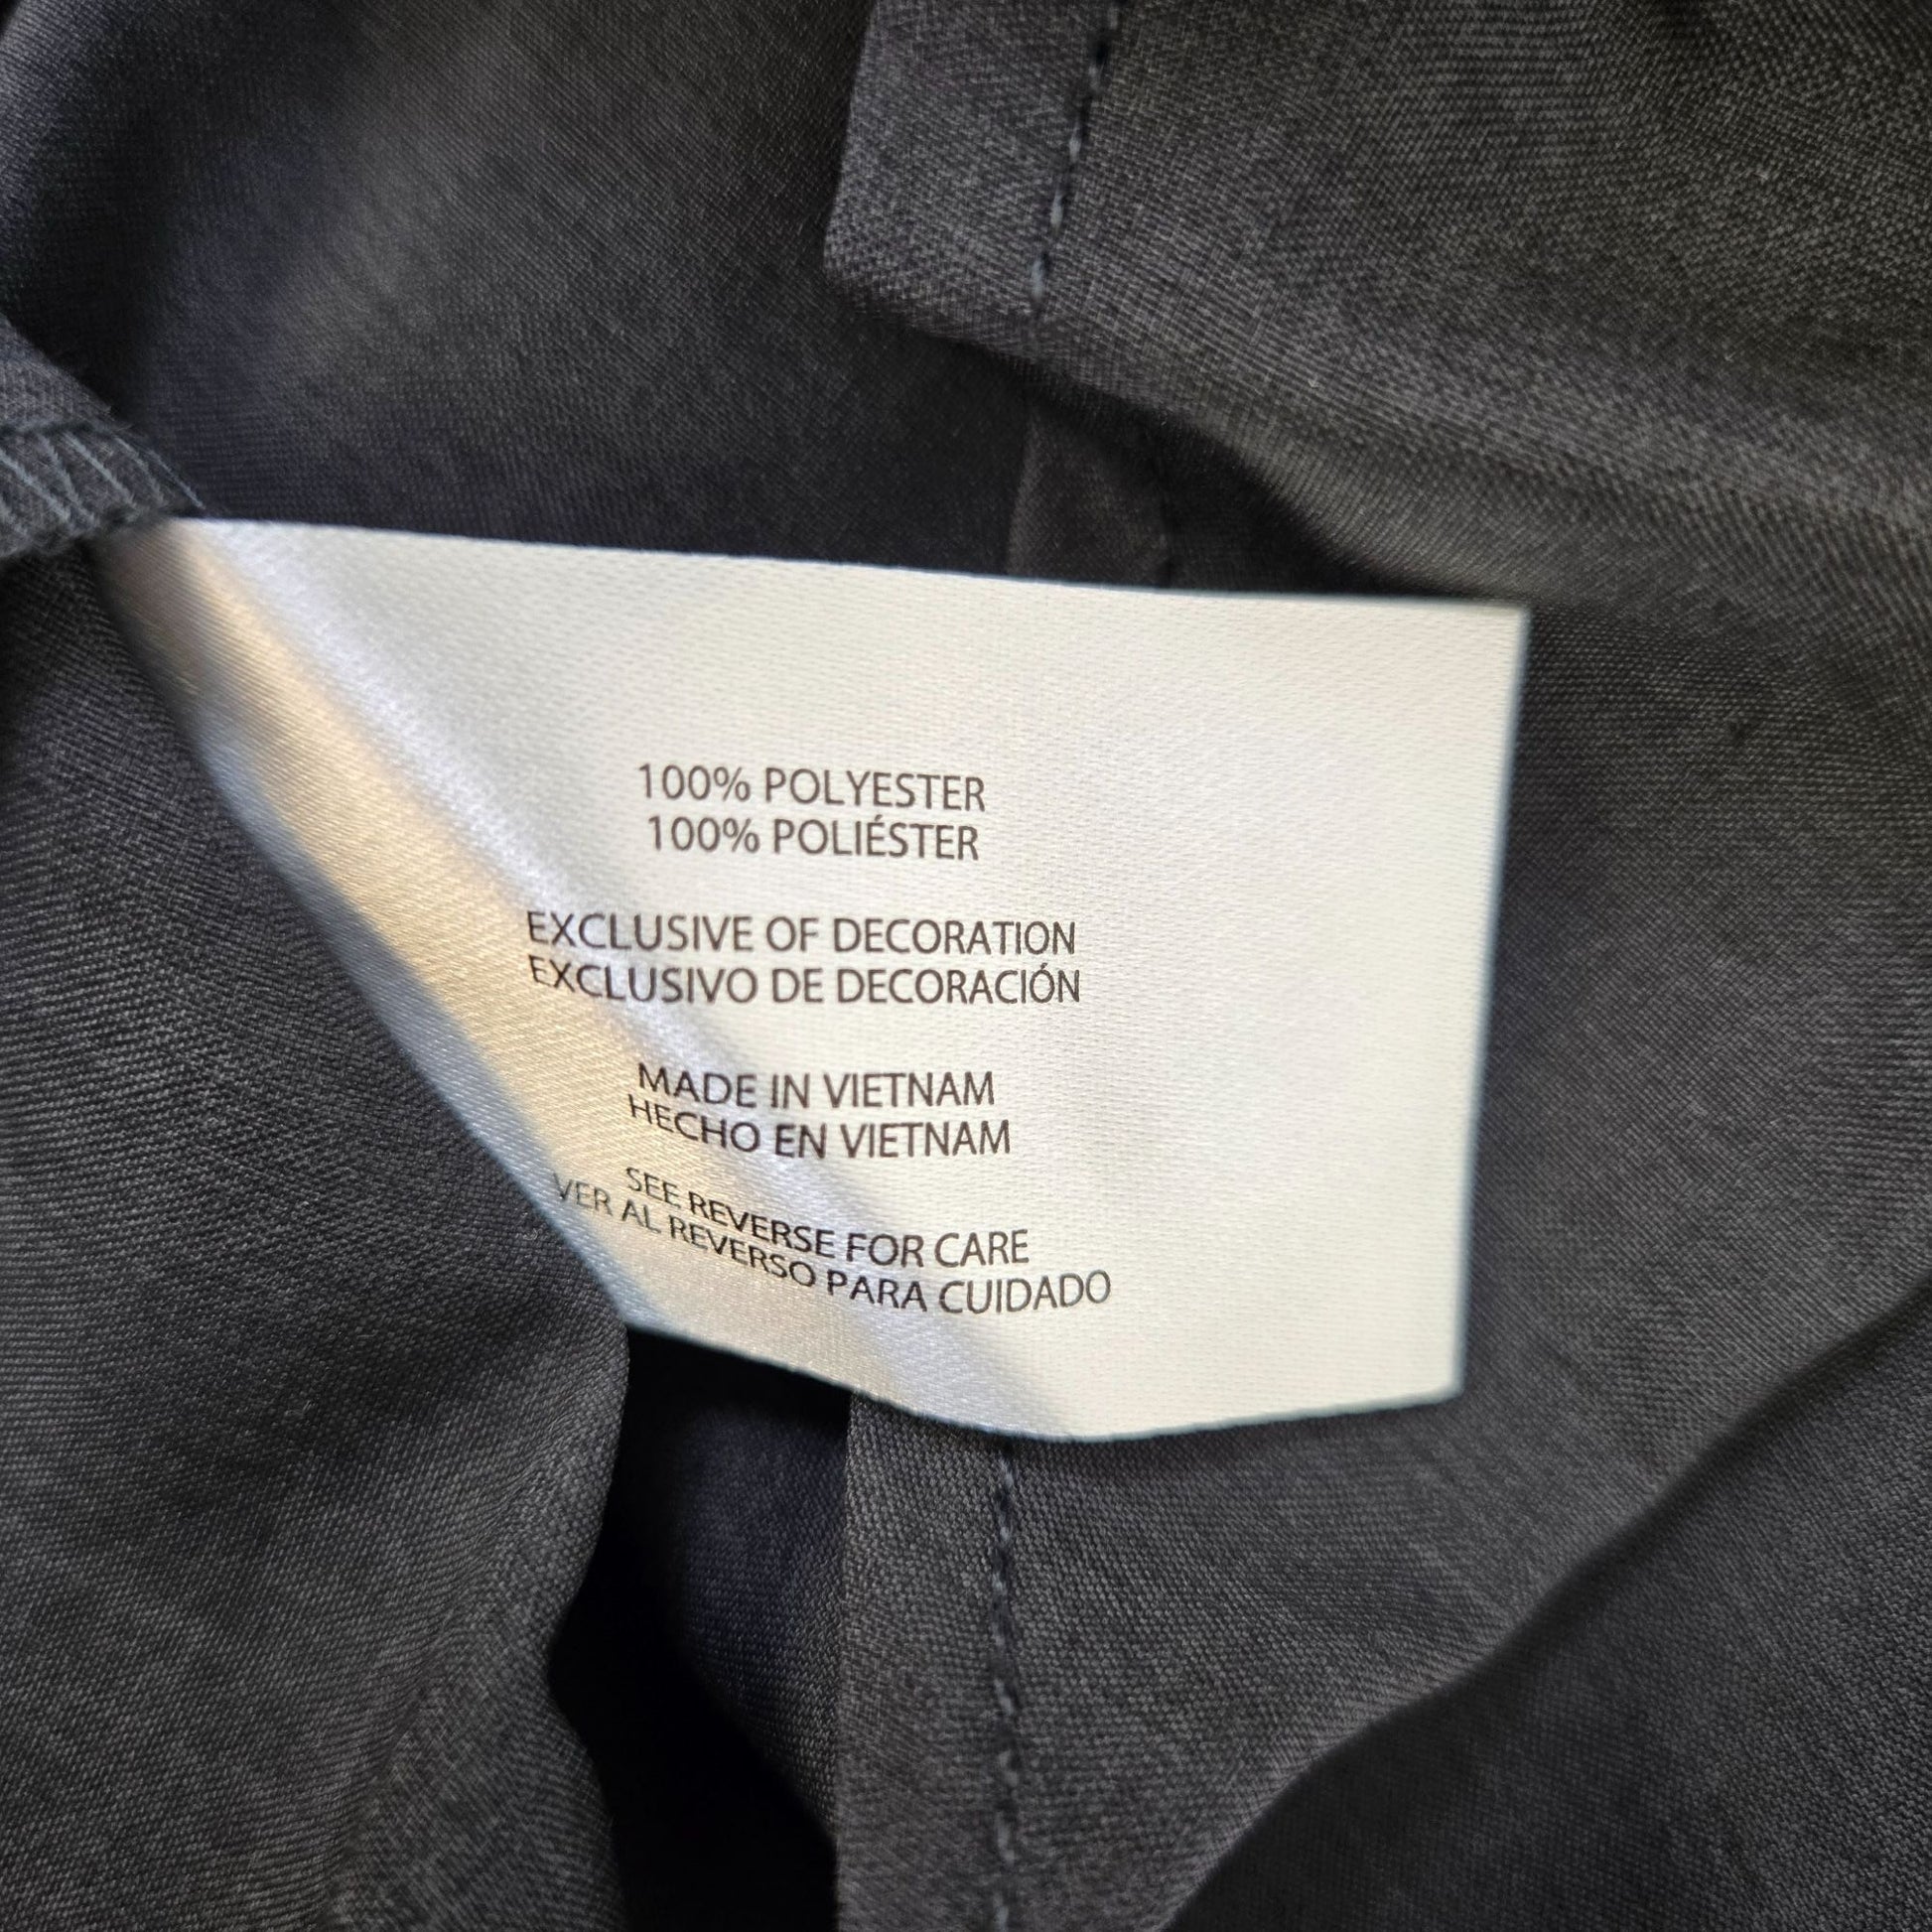 100% POLYESTER
100% POLIÉSTER
EXCLUSIVE OF DECORATION
EXCLUSIVO DE DECORACIÓN
MADE IN VIETNAM
HECHO EN VIETNAM
SEE REVERSE FOR CARE
VER AL REVERSO PARA CUIDADO